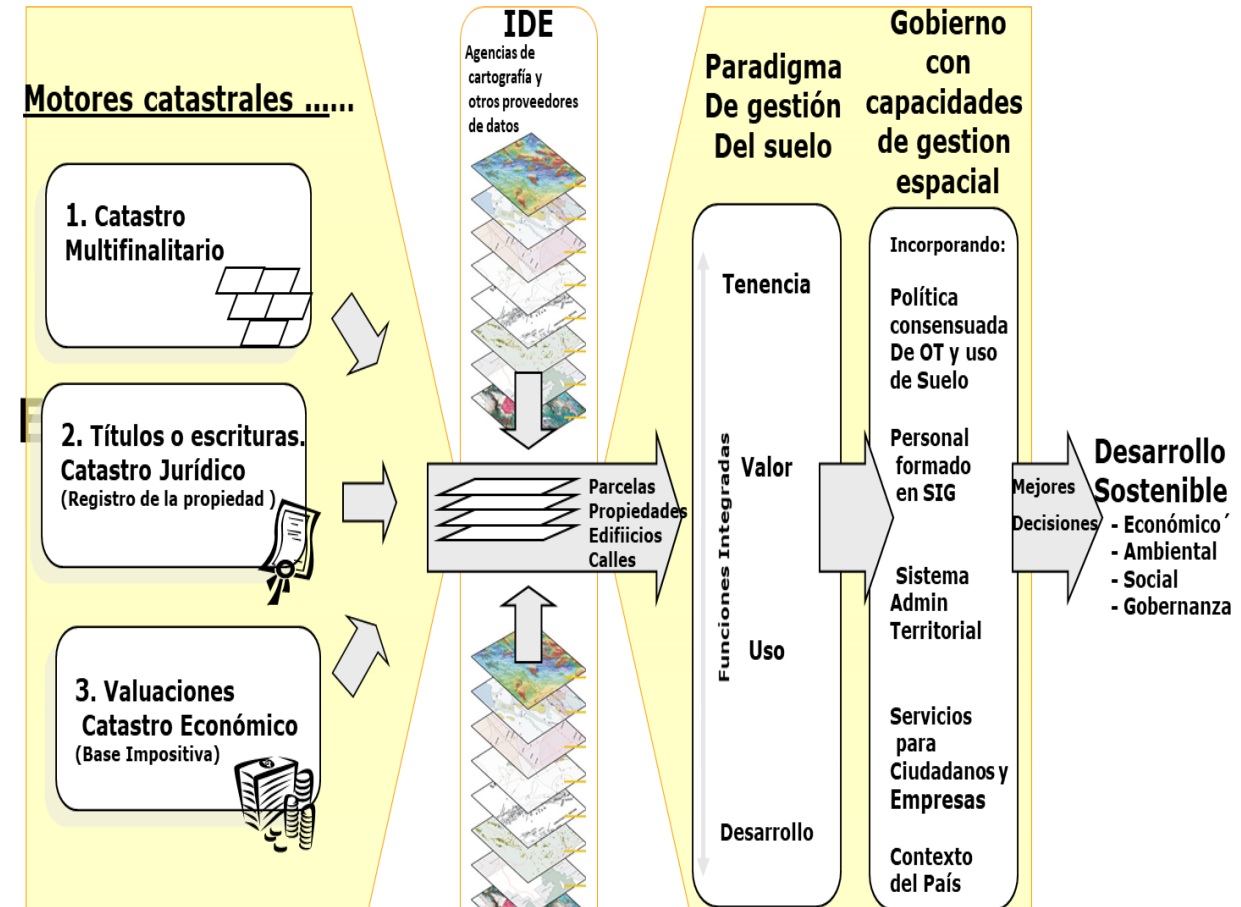 Motores catastrales ......
1. Catastro
Multifinalitario
2. Títulos o escrituras.
Catastro Jurídico
(Registro de la propiedad )
3. Valuaciones
Catastro Económico
(Base Impositiva)
IDE
Agencias de
cartografía y
otros proveedores
de datos
Parcelas
Propiedades
Edifiicios
Calles
Paradigma
De gestión
Del suelo
Funciones Integradas
Tenencia
Valor
Uso
Desarrollo
Gobierno
con
capacidades
de gestion
espacial
Incorporando:
Política
consensuada
De OT y uso
de Suelo
Personal
formado
en SIG
Sistema
Admin
Territorial
Servicios
para
Ciudadanos y
Empresas
Contexto
del País
Mejores
Decisiones
Desarrollo
Sostenible
- Económico´
- Ambiental
- Social
- Gobernanza